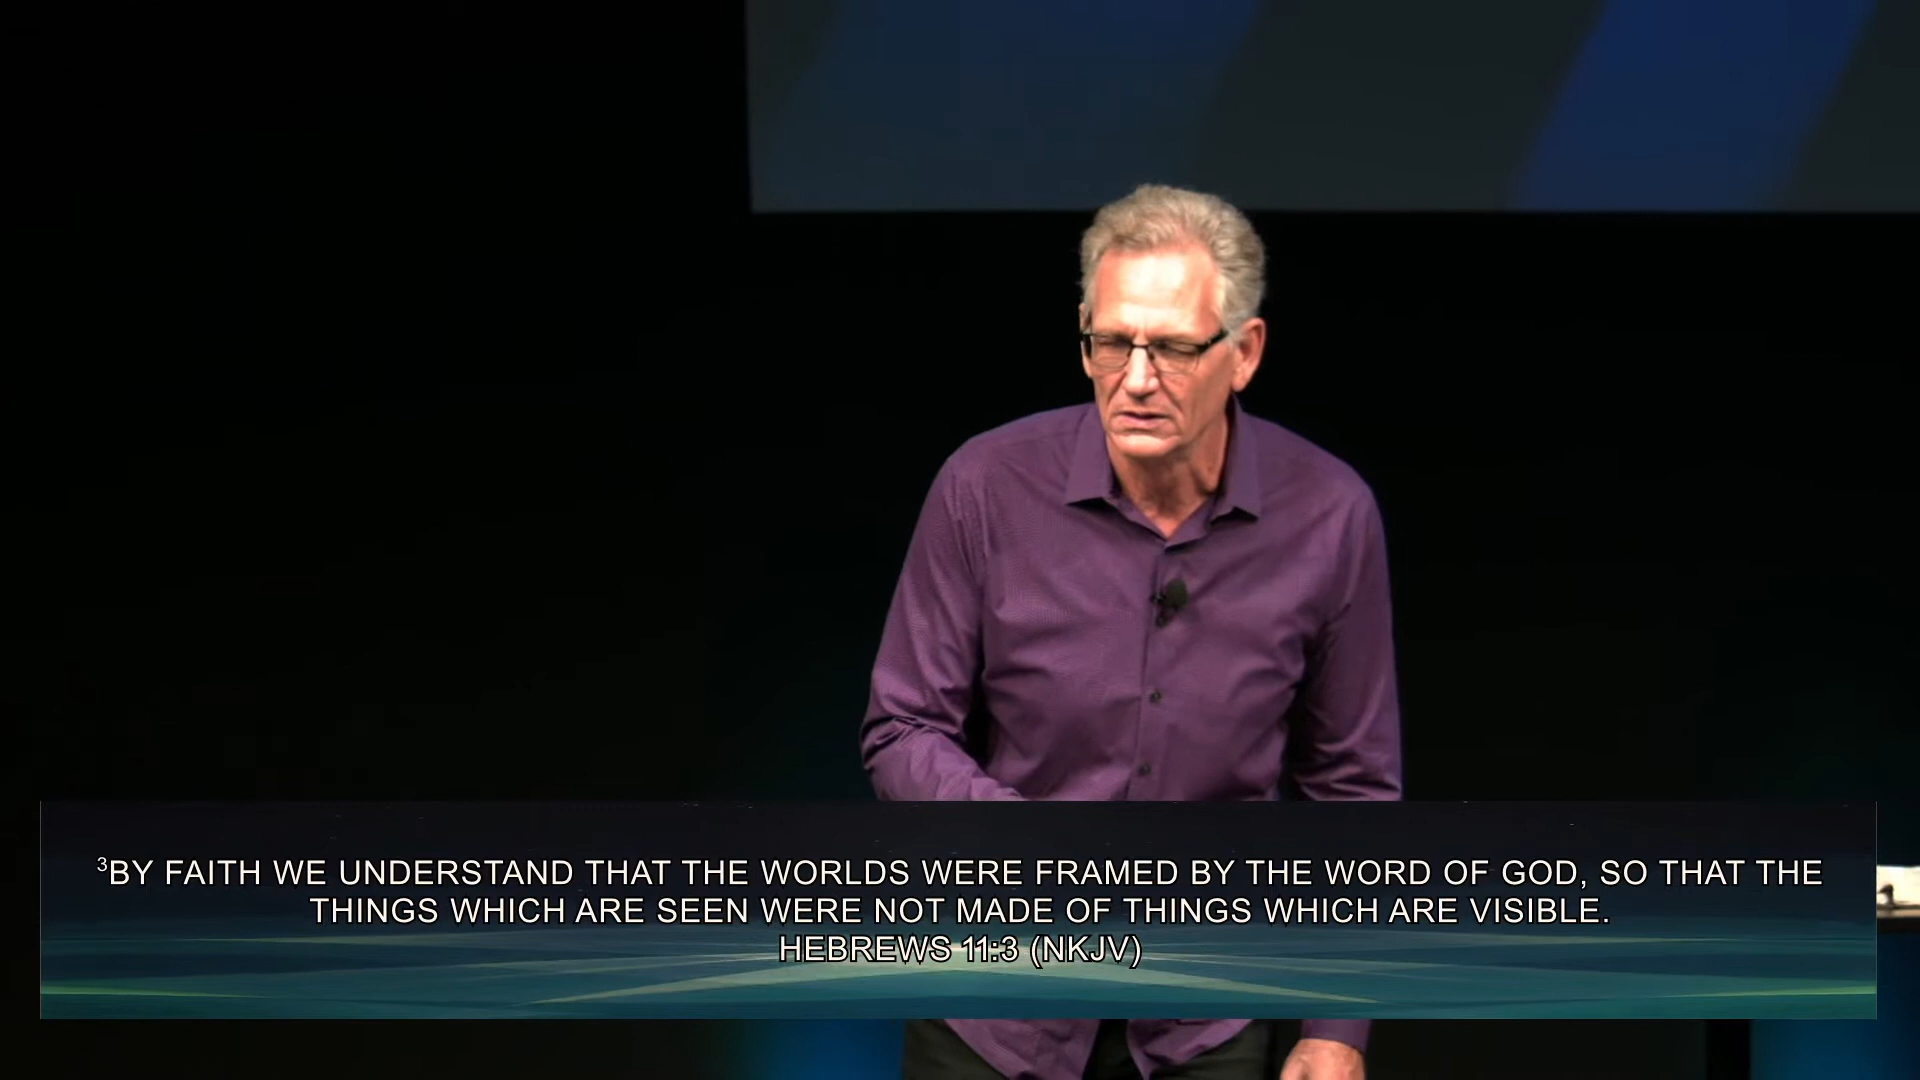 ³BY FAITH WE UNDERSTAND THAT THE WORLDS WERE FRAMED BY THE WORD OF GOD, SO THAT THE
THINGS WHICH ARE SEEN WERE NOT MADE OF THINGS WHICH ARE VISIBLE.
HEBREWS 11:3 (NKJV)